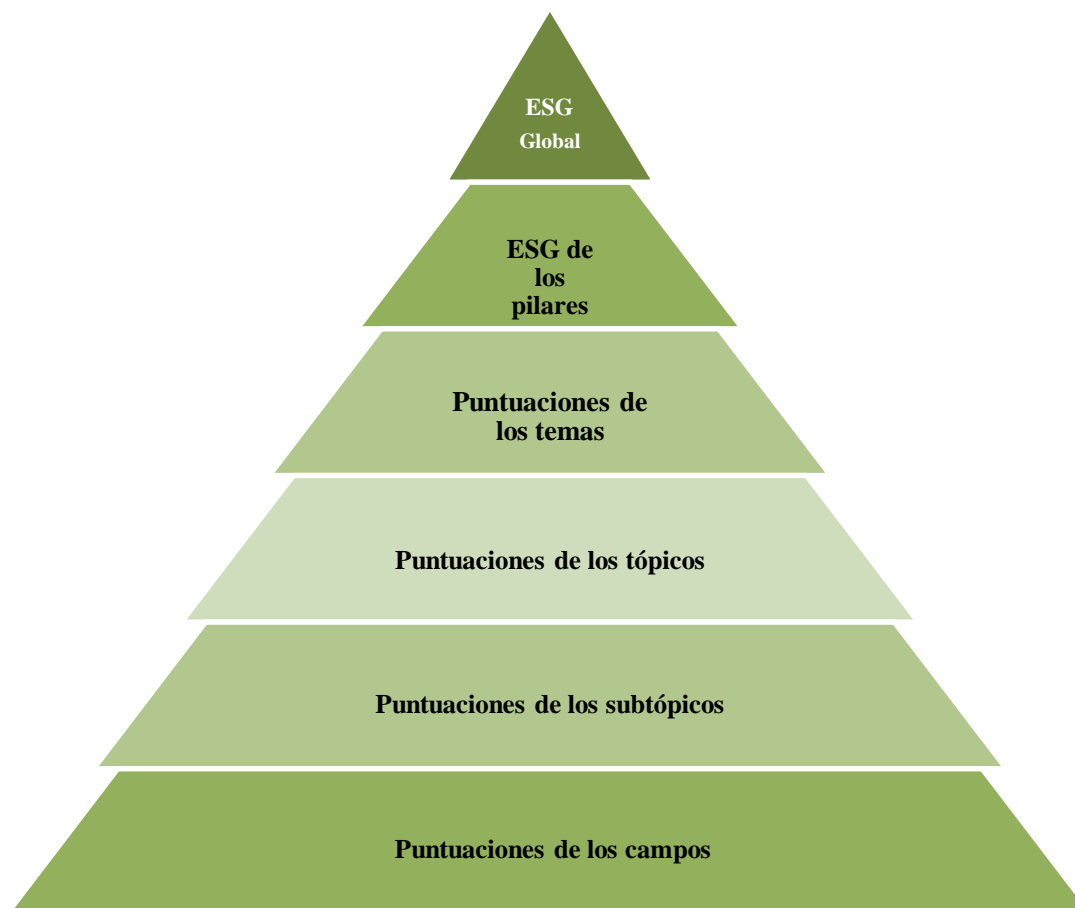 ESG
Global
ESG de
los
pilares
Puntuaciones de
los temas
Puntuaciones de los tópicos
Puntuaciones de los subtópicos
Puntuaciones de los campos